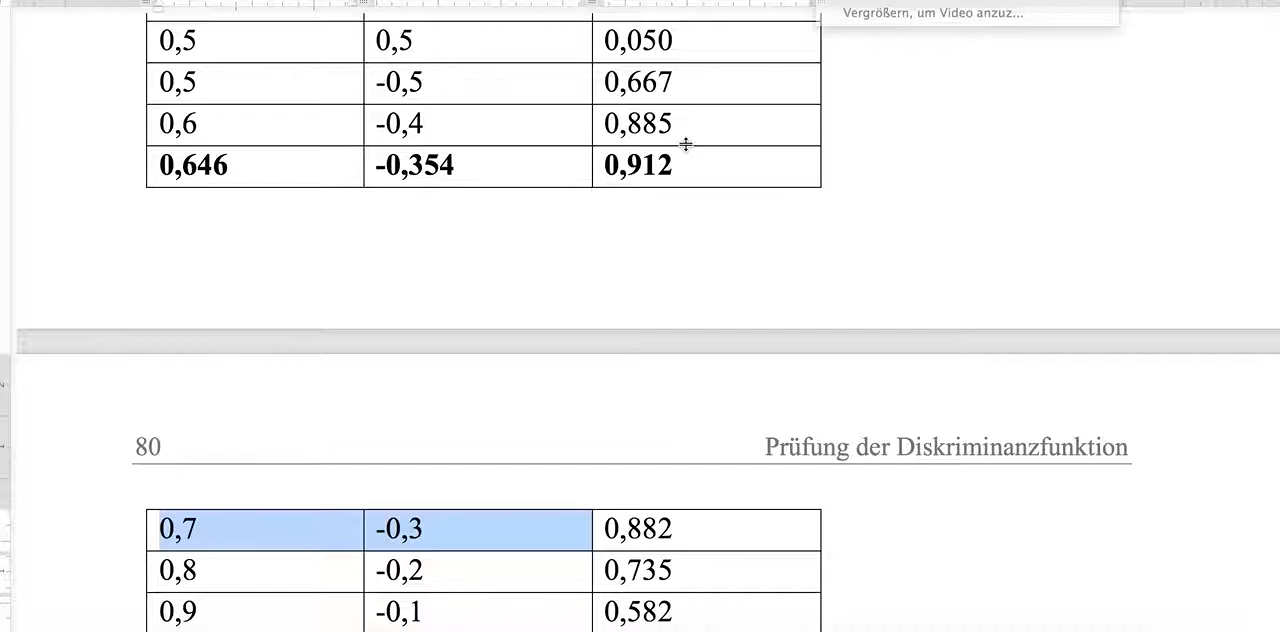 Vergrößern, um Video anzuz...
0,5 0,5 0,050
0,5 -0,5 0,667
0,6 -0,4 0,885
0,646 -0,354 0,912
80 Prüfung der Diskriminanzfunktion
0,7 -0,3 0,882
0,8 -0,2 0,735
0,9 -0,1 0,582